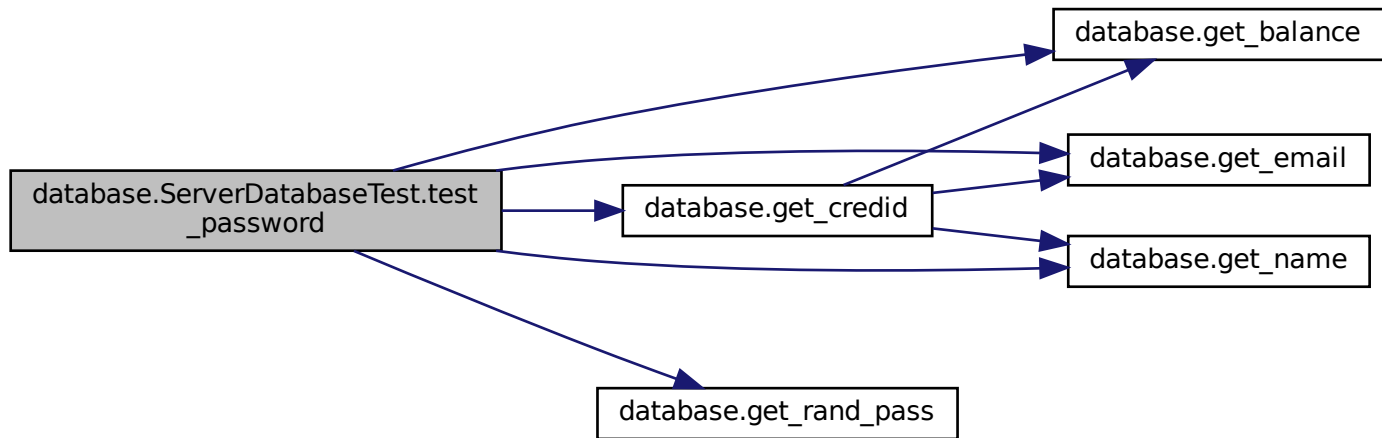 database.get_balance
database.get_email
database.ServerDatabaseTest.test
_password
database.get_credid
database.get_name
database.get_rand_pass